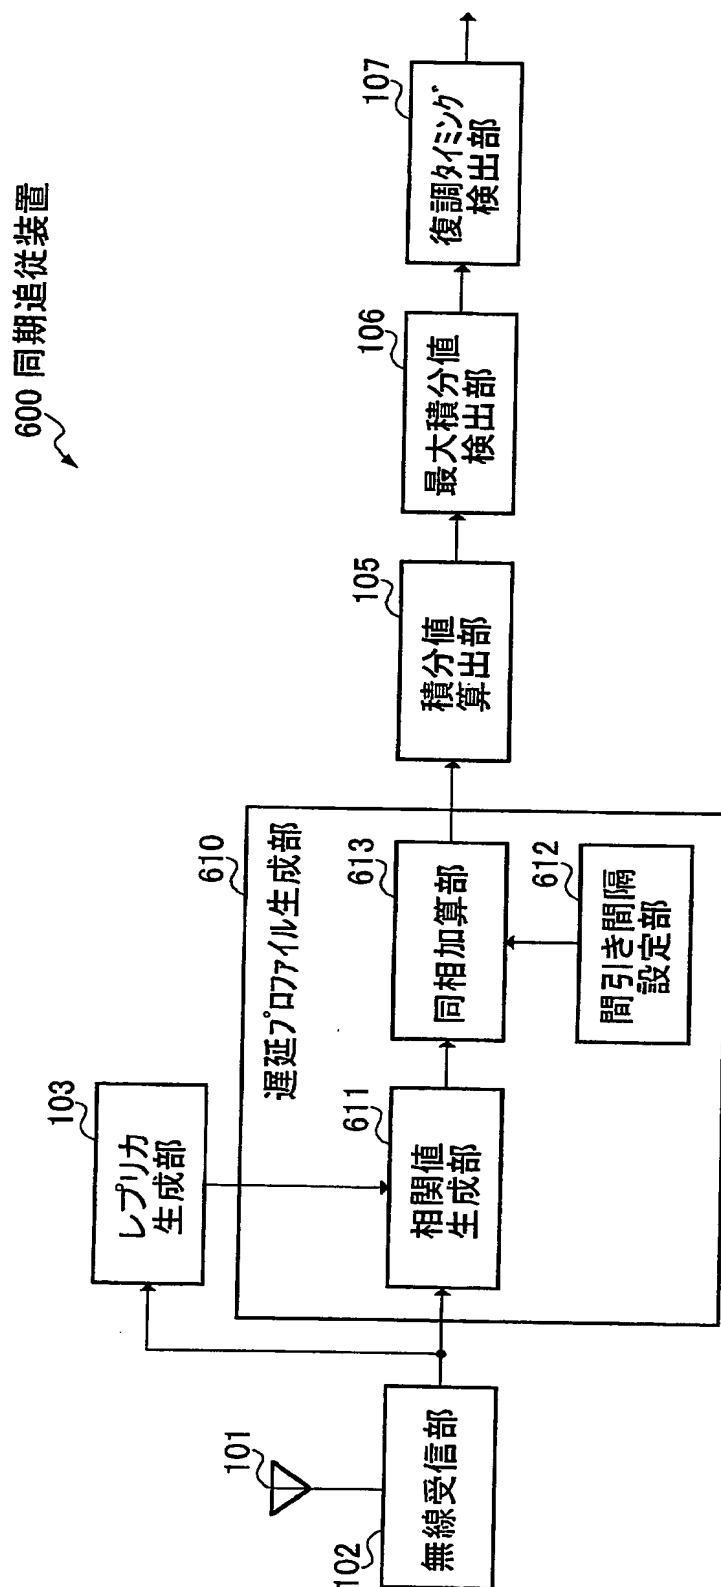 600 同期追従装置
101
102
無線受信部
103
レプリカ
生成部
610
遅延プロファイル生成部
611
相関値
生成部
613
同相加算部
612
間引き間隔
設定部
105
積分値
算出部
106
最大積分値
検出部
107
復調タイミング
検出部